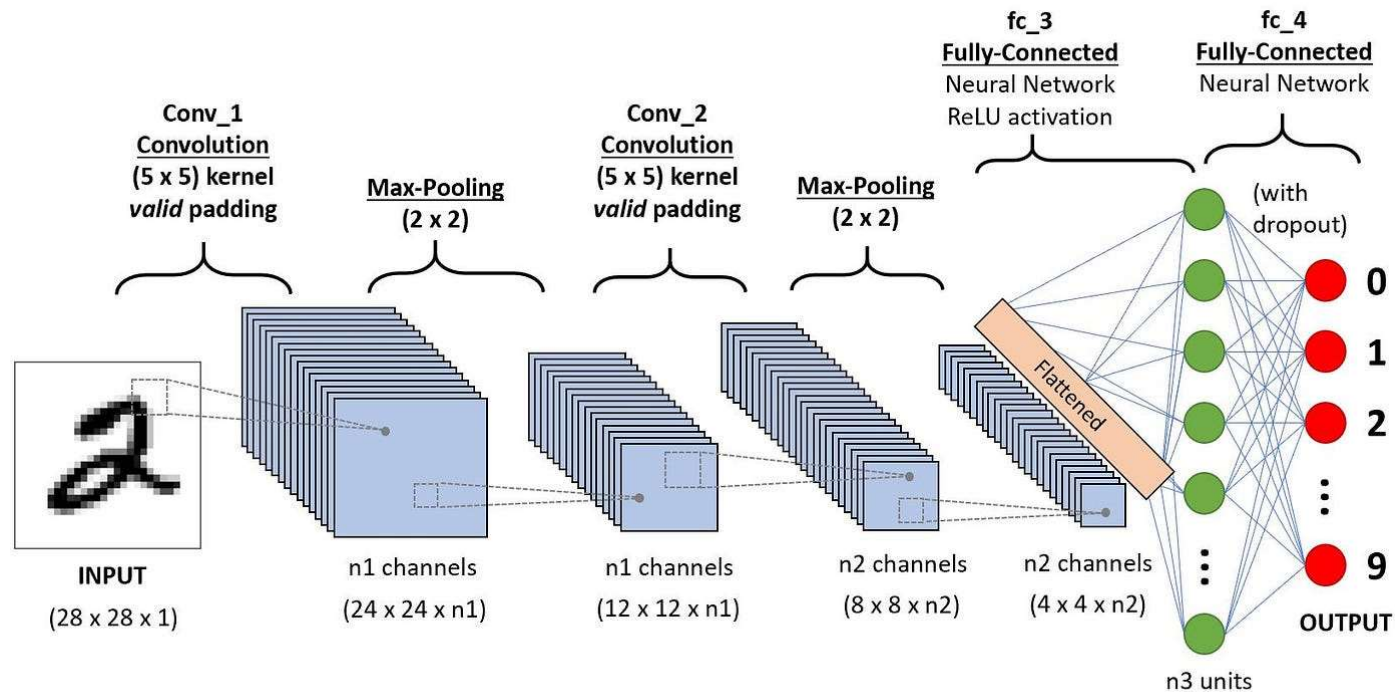 fc_3
Fully-Connected
Neural Network
ReLU activation
fc_4
Fully-Connected
Neural Network
Conv_1
Convolution
(5 x 5) kernel
valid padding
Max-Pooling
(2 x 2)
Conv_2
Convolution
(5 x 5) kernel
valid padding
Max-Pooling
(2 x 2)
(with
dropout)
Flattened
0
1
2
9
INPUT
(28 x 28 x 1)
n1 channels
(24 x 24 x n1)
n1 channels
(12 x 12 x n1)
n2 channels
(8 x 8 x n2)
n2 channels
(4 x 4 x n2)
OUTPUT
n3 units